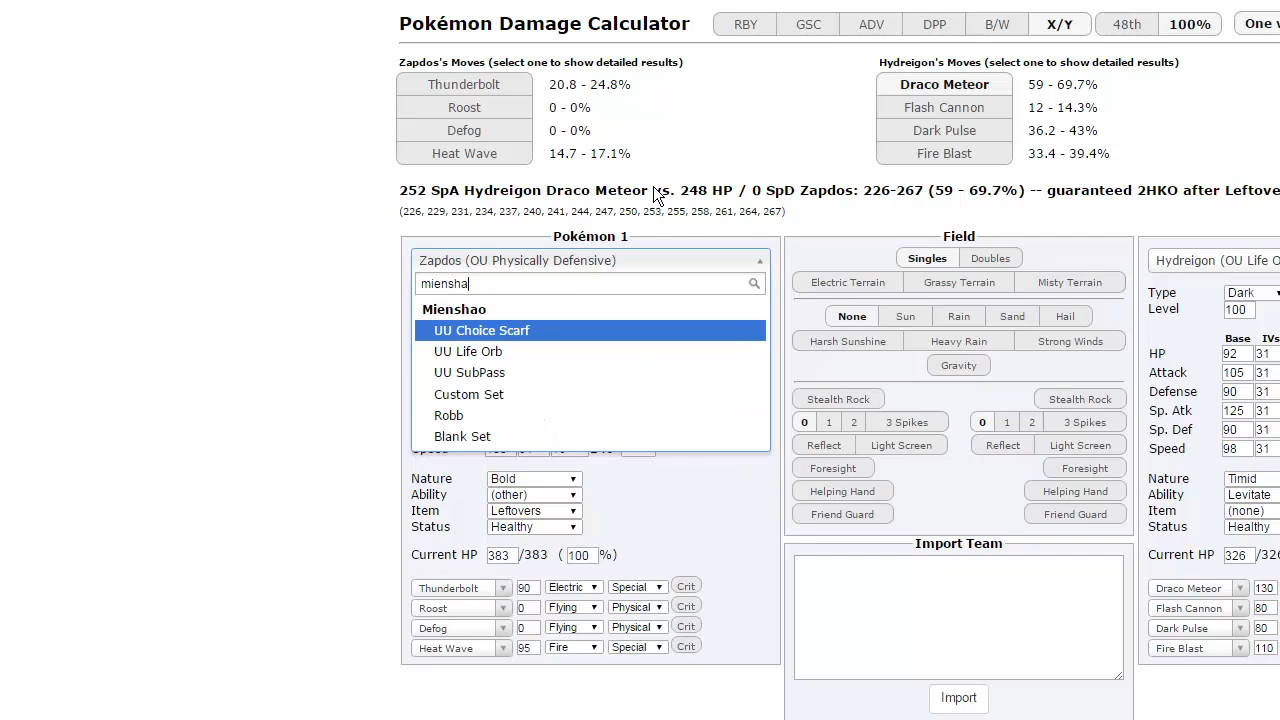 Pokémon Damage Calculator
RBY GSC ADV DPP B/W X/Y 48th 100% One v
Zapdos's Moves (select one to show detailed results)
Thunderbolt 20.8 - 24.8%
Roost 0 - 0%
Defog 0 - 0%
Heat Wave 14.7 - 17.1%
Hydreigon's Moves (select one to show detailed results)
Draco Meteor 59 - 69.7%
Flash Cannon 12 - 14.3%
Dark Pulse 36.2 - 43%
Fire Blast 33.4 - 39.4%
252 SpA Hydreigon Draco Meteor vs. 248 HP / 0 SpD Zapdos: 226-267 (59 - 69.7%) -- guaranteed 2HKO after Leftove
(226, 229, 231, 234, 237, 240, 241, 244, 247, 250, 253, 255, 258, 261, 264, 267)
Pokémon 1
Zapdos (OU Physically Defensive)
miensha
Mienshao
UU Choice Scarf
UU Life Orb
UU SubPass
Custom Set
Robb
Blank Set
Nature Bold
Ability (other)
Item Leftovers
Status Healthy
Current HP 383 /383 ( 100 %)
Thunderbolt 90 Electric Special Crit
Roost 0 Flying Physical Crit
Defog 0 Flying Physical Crit
Heat Wave 95 Fire Special Crit
Field
Singles Doubles
Electric Terrain Grassy Terrain Misty Terrain
None Sun Rain Sand Hail
Harsh Sunshine Heavy Rain Strong Winds
Gravity
Stealth Rock Stealth Rock
0 1 2 3 Spikes 0 1 2 3 Spikes
Reflect Light Screen Reflect Light Screen
Foresight Foresight
Helping Hand Helping Hand
Friend Guard Friend Guard
Import Team
Import
Hydreigon (OU Life O
Type Dark
Level 100
Base IVs
HP 92 31
Attack 105 31
Defense 90 31
Sp. Atk 125 31
Sp. Def 90 31
Speed 98 31
Nature Timid
Ability Levitate
Item (none)
Status Healthy
Current HP 326 /326
Draco Meteor 130
Flash Cannon 80
Dark Pulse 80
Fire Blast 110